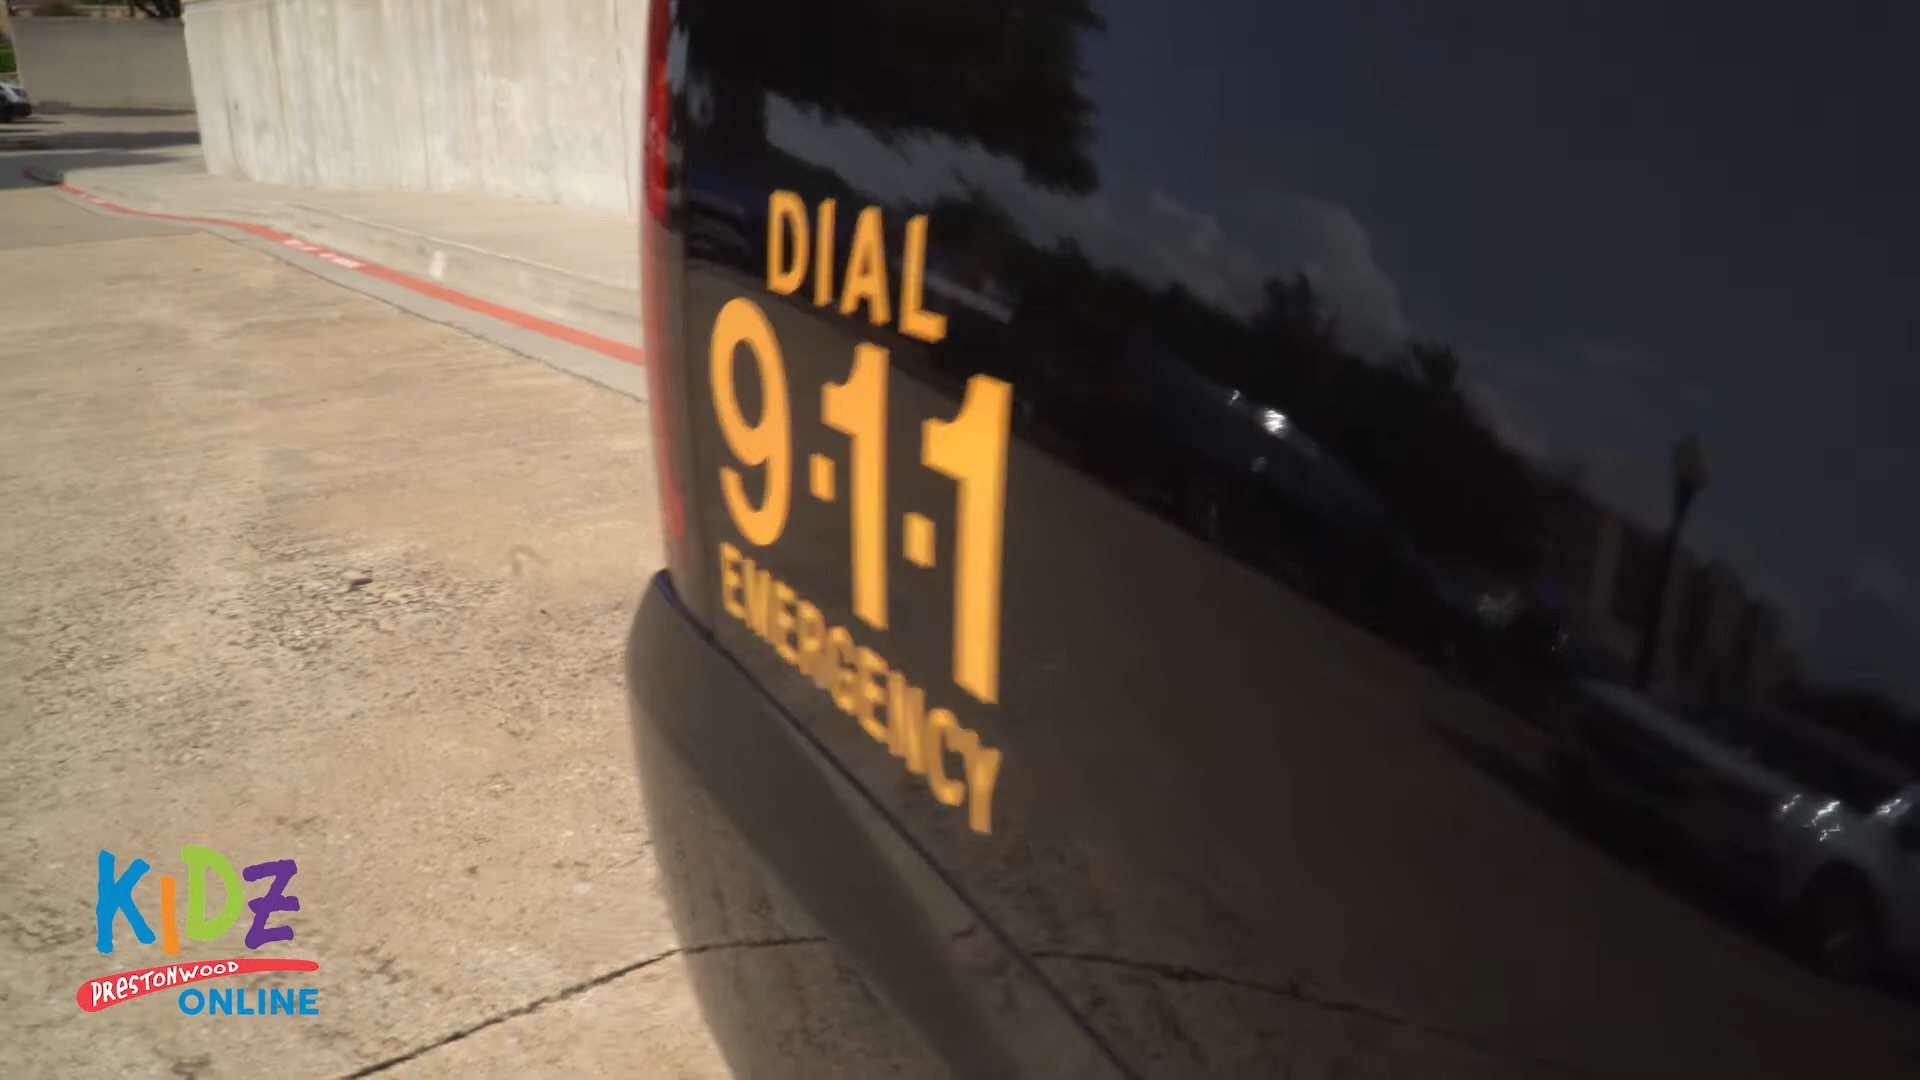 DIAL
9-1-1
EMERGENCY
KiDZ
PRESTONWOOD
ONLINE